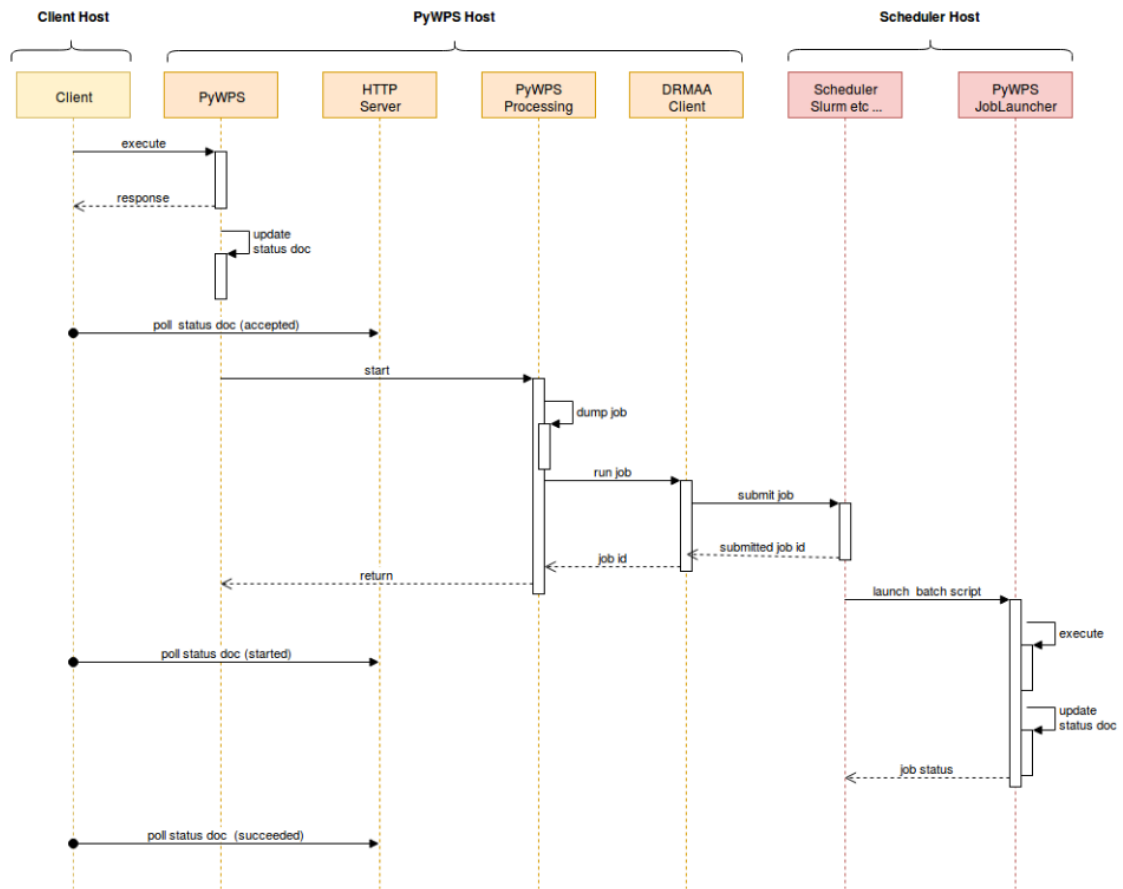 Client Host
PyWPS Host
Scheduler Host
Client
PyWPS
HTTP
Server
PyWPS
Processing
DRMAA
Client
Scheduler
Slurm etc ...
PyWPS
JobLauncher
execute
response
update
status doc
poll status doc (accepted)
start
dump job
run job
submit job
submitted job id
job id
return
launch batch script
execute
poll status doc (started)
update
status doc
job status
poll status doc (succeeded)